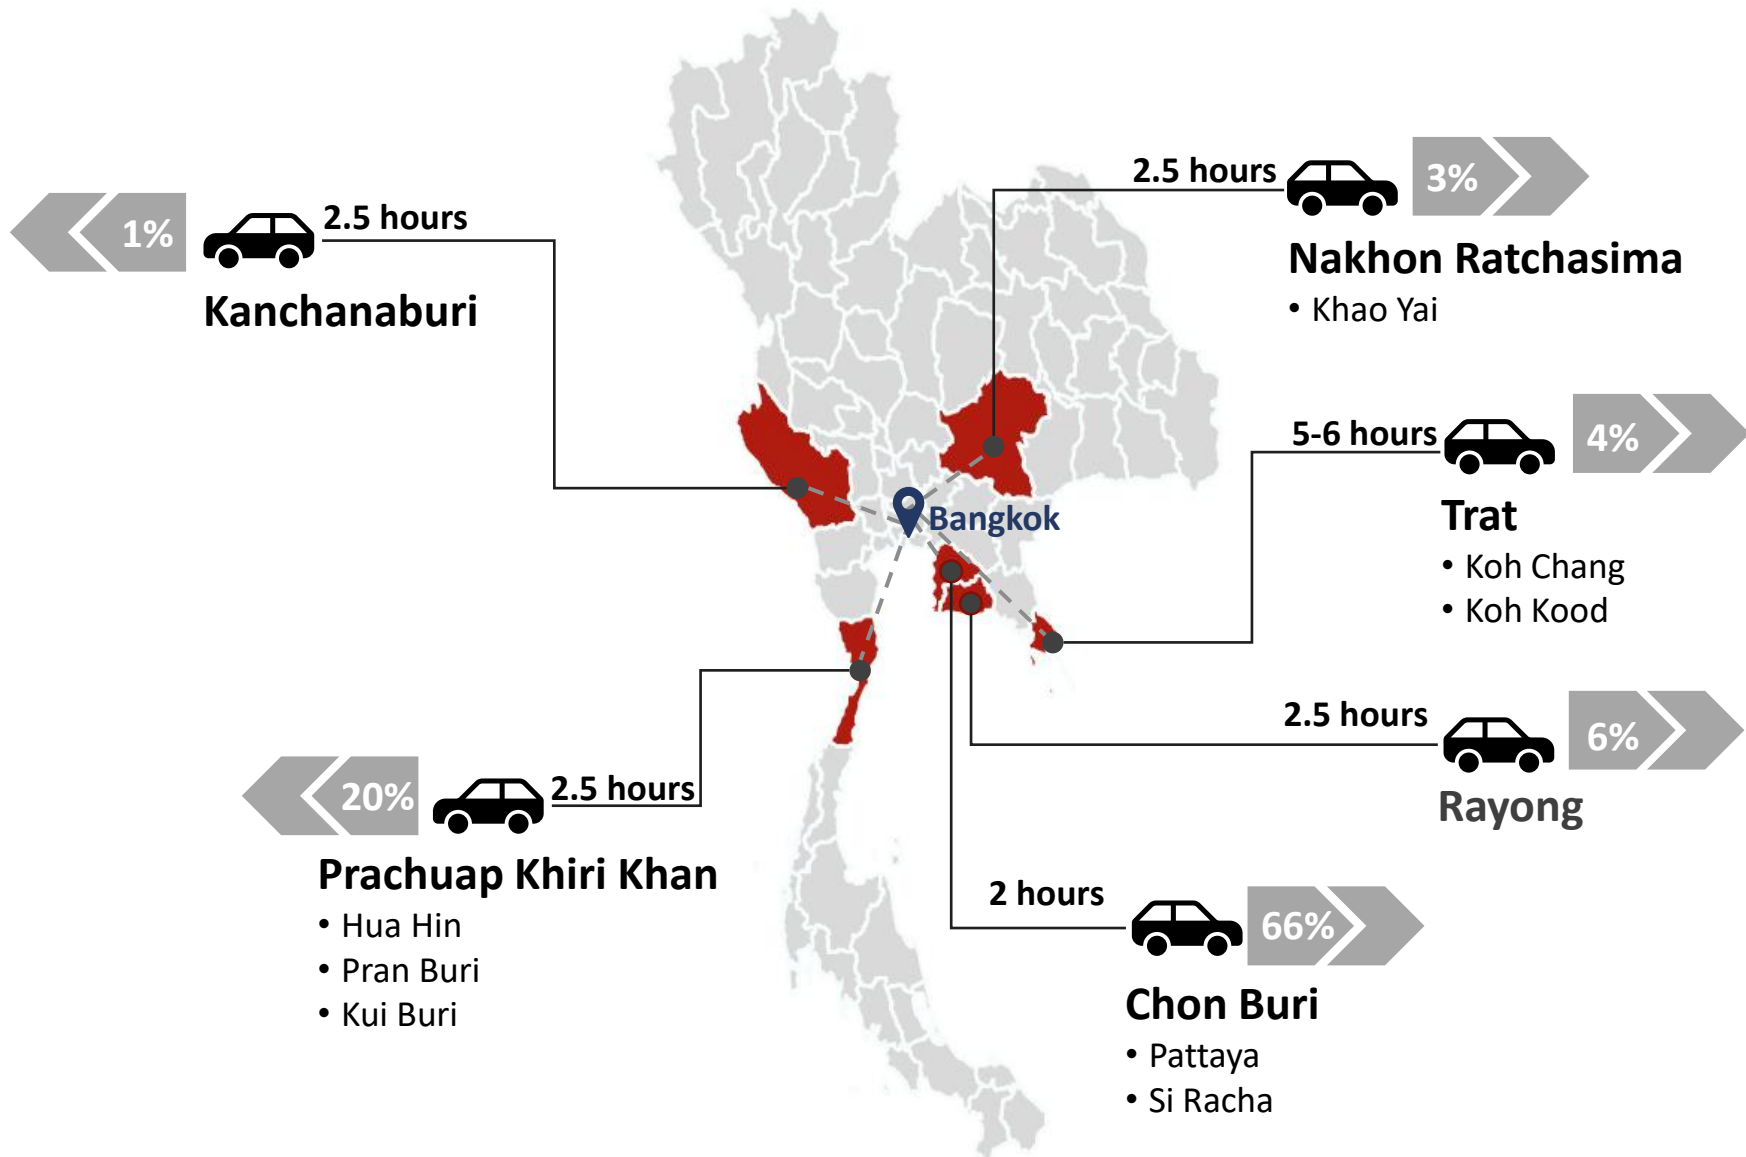 1%
2.5 hours
Kanchanaburi
2.5 hours
3%
Nakhon Ratchasima
• Khao Yai
5-6 hours
4%
Trat
• Koh Chang
• Koh Kood
Bangkok
2.5 hours
6%
Rayong
20%
2.5 hours
Prachuap Khiri Khan
• Hua Hin
• Pran Buri
• Kui Buri
2 hours
66%
Chon Buri
• Pattaya
• Si Racha